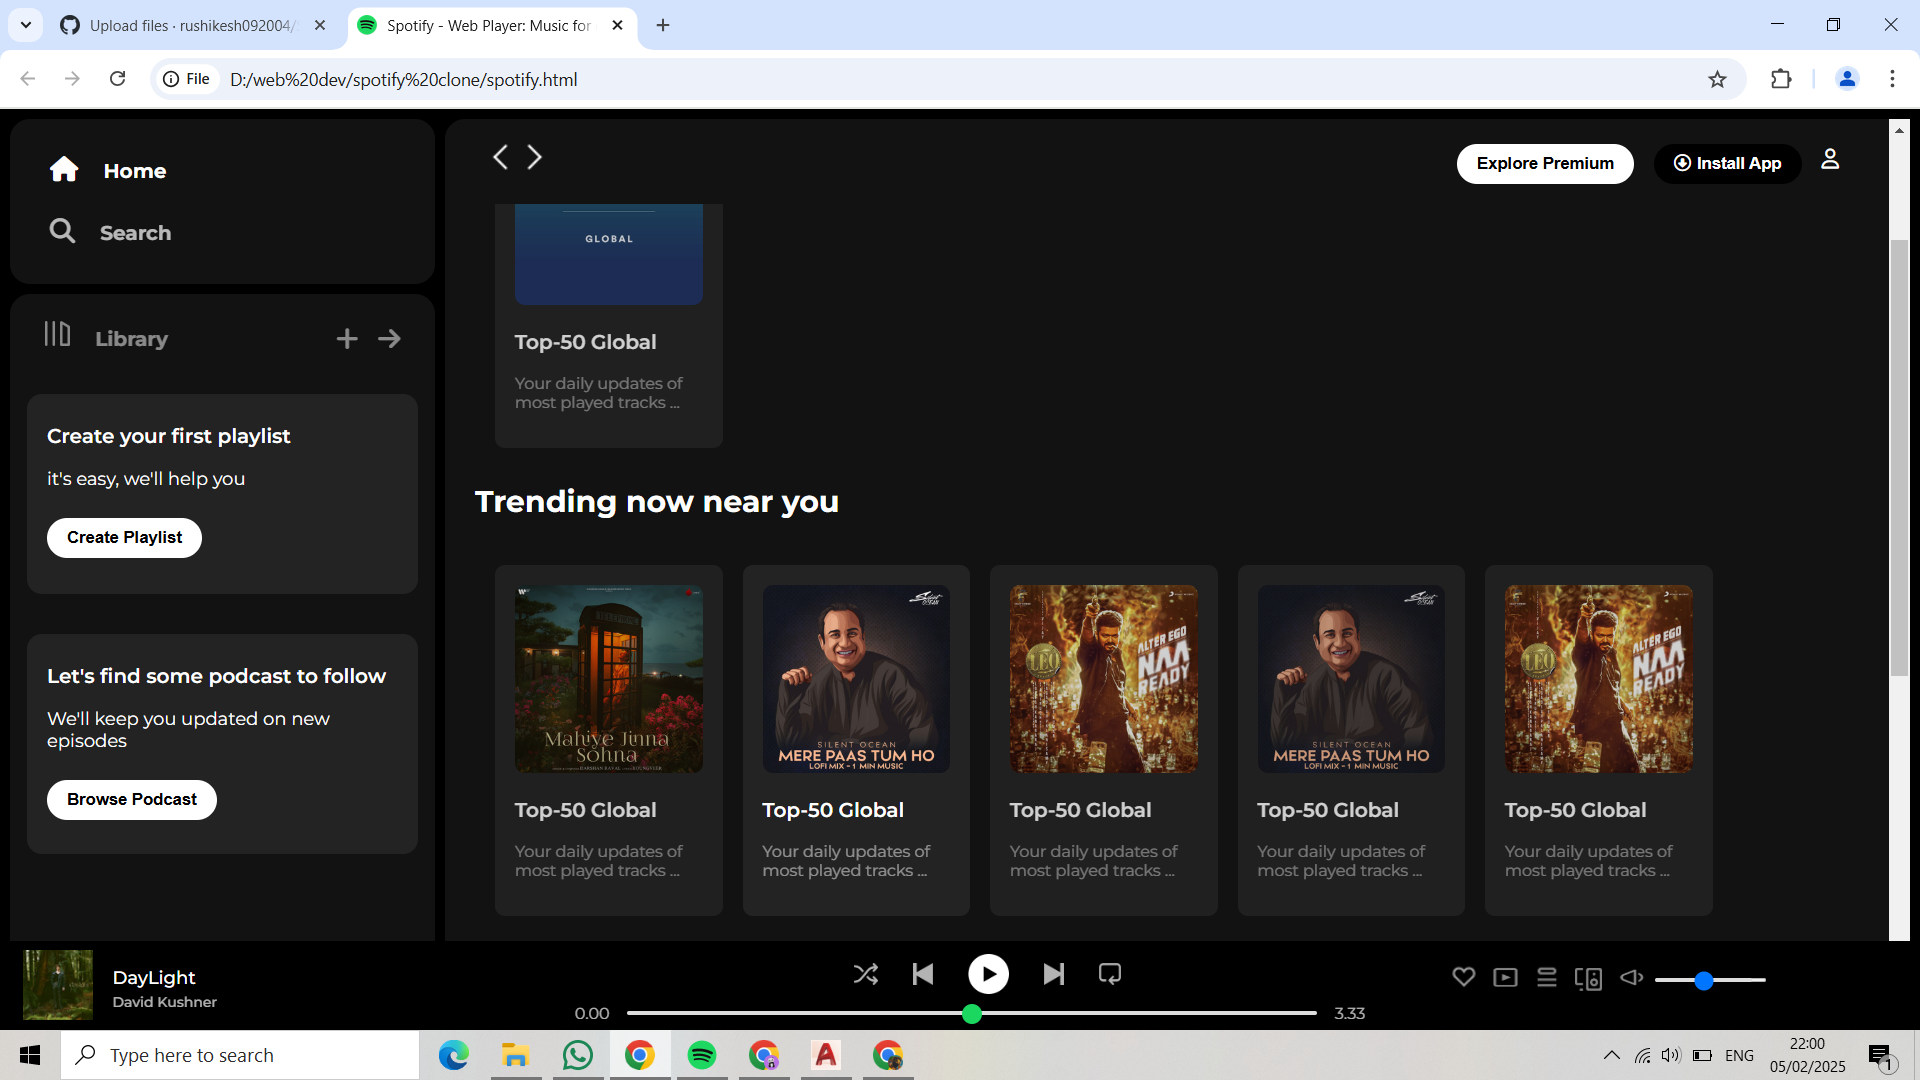 Upload files · rushikesh092004/
Spotify - Web Player: Music for
File
D:/web%20dev/spotify%20clone/spotify.html
Home
Search
Library
Create your first playlist
it's easy, we'll help you
Create Playlist
Let's find some podcast to follow
We'll keep you updated on new
episodes
Browse Podcast
Explore Premium
Install App
GLOBAL
Top-50 Global
Your daily updates of
most played tracks ...
Trending now near you
Mahiye Jinna
Sohna
Top-50 Global
Your daily updates of
most played tracks ...
Silent
OCEAN
SILENT OCEAN
MERE PAAS TUM HO
LOFI MIX - 1 MIN MUSIC
Top-50 Global
Your daily updates of
most played tracks ...
LEO
ALTER EGO
NAA
READY
Top-50 Global
Your daily updates of
most played tracks ...
Silent
OCEAN
SILENT OCEAN
MERE PAAS TUM HO
LOFI MIX - 1 MIN MUSIC
Top-50 Global
Your daily updates of
most played tracks ...
LEO
ALTER EGO
NAA
READY
Top-50 Global
Your daily updates of
most played tracks ...
DayLight
David Kushner
0.00
3.33
Type here to search
ENG
22:00
05/02/2025
1